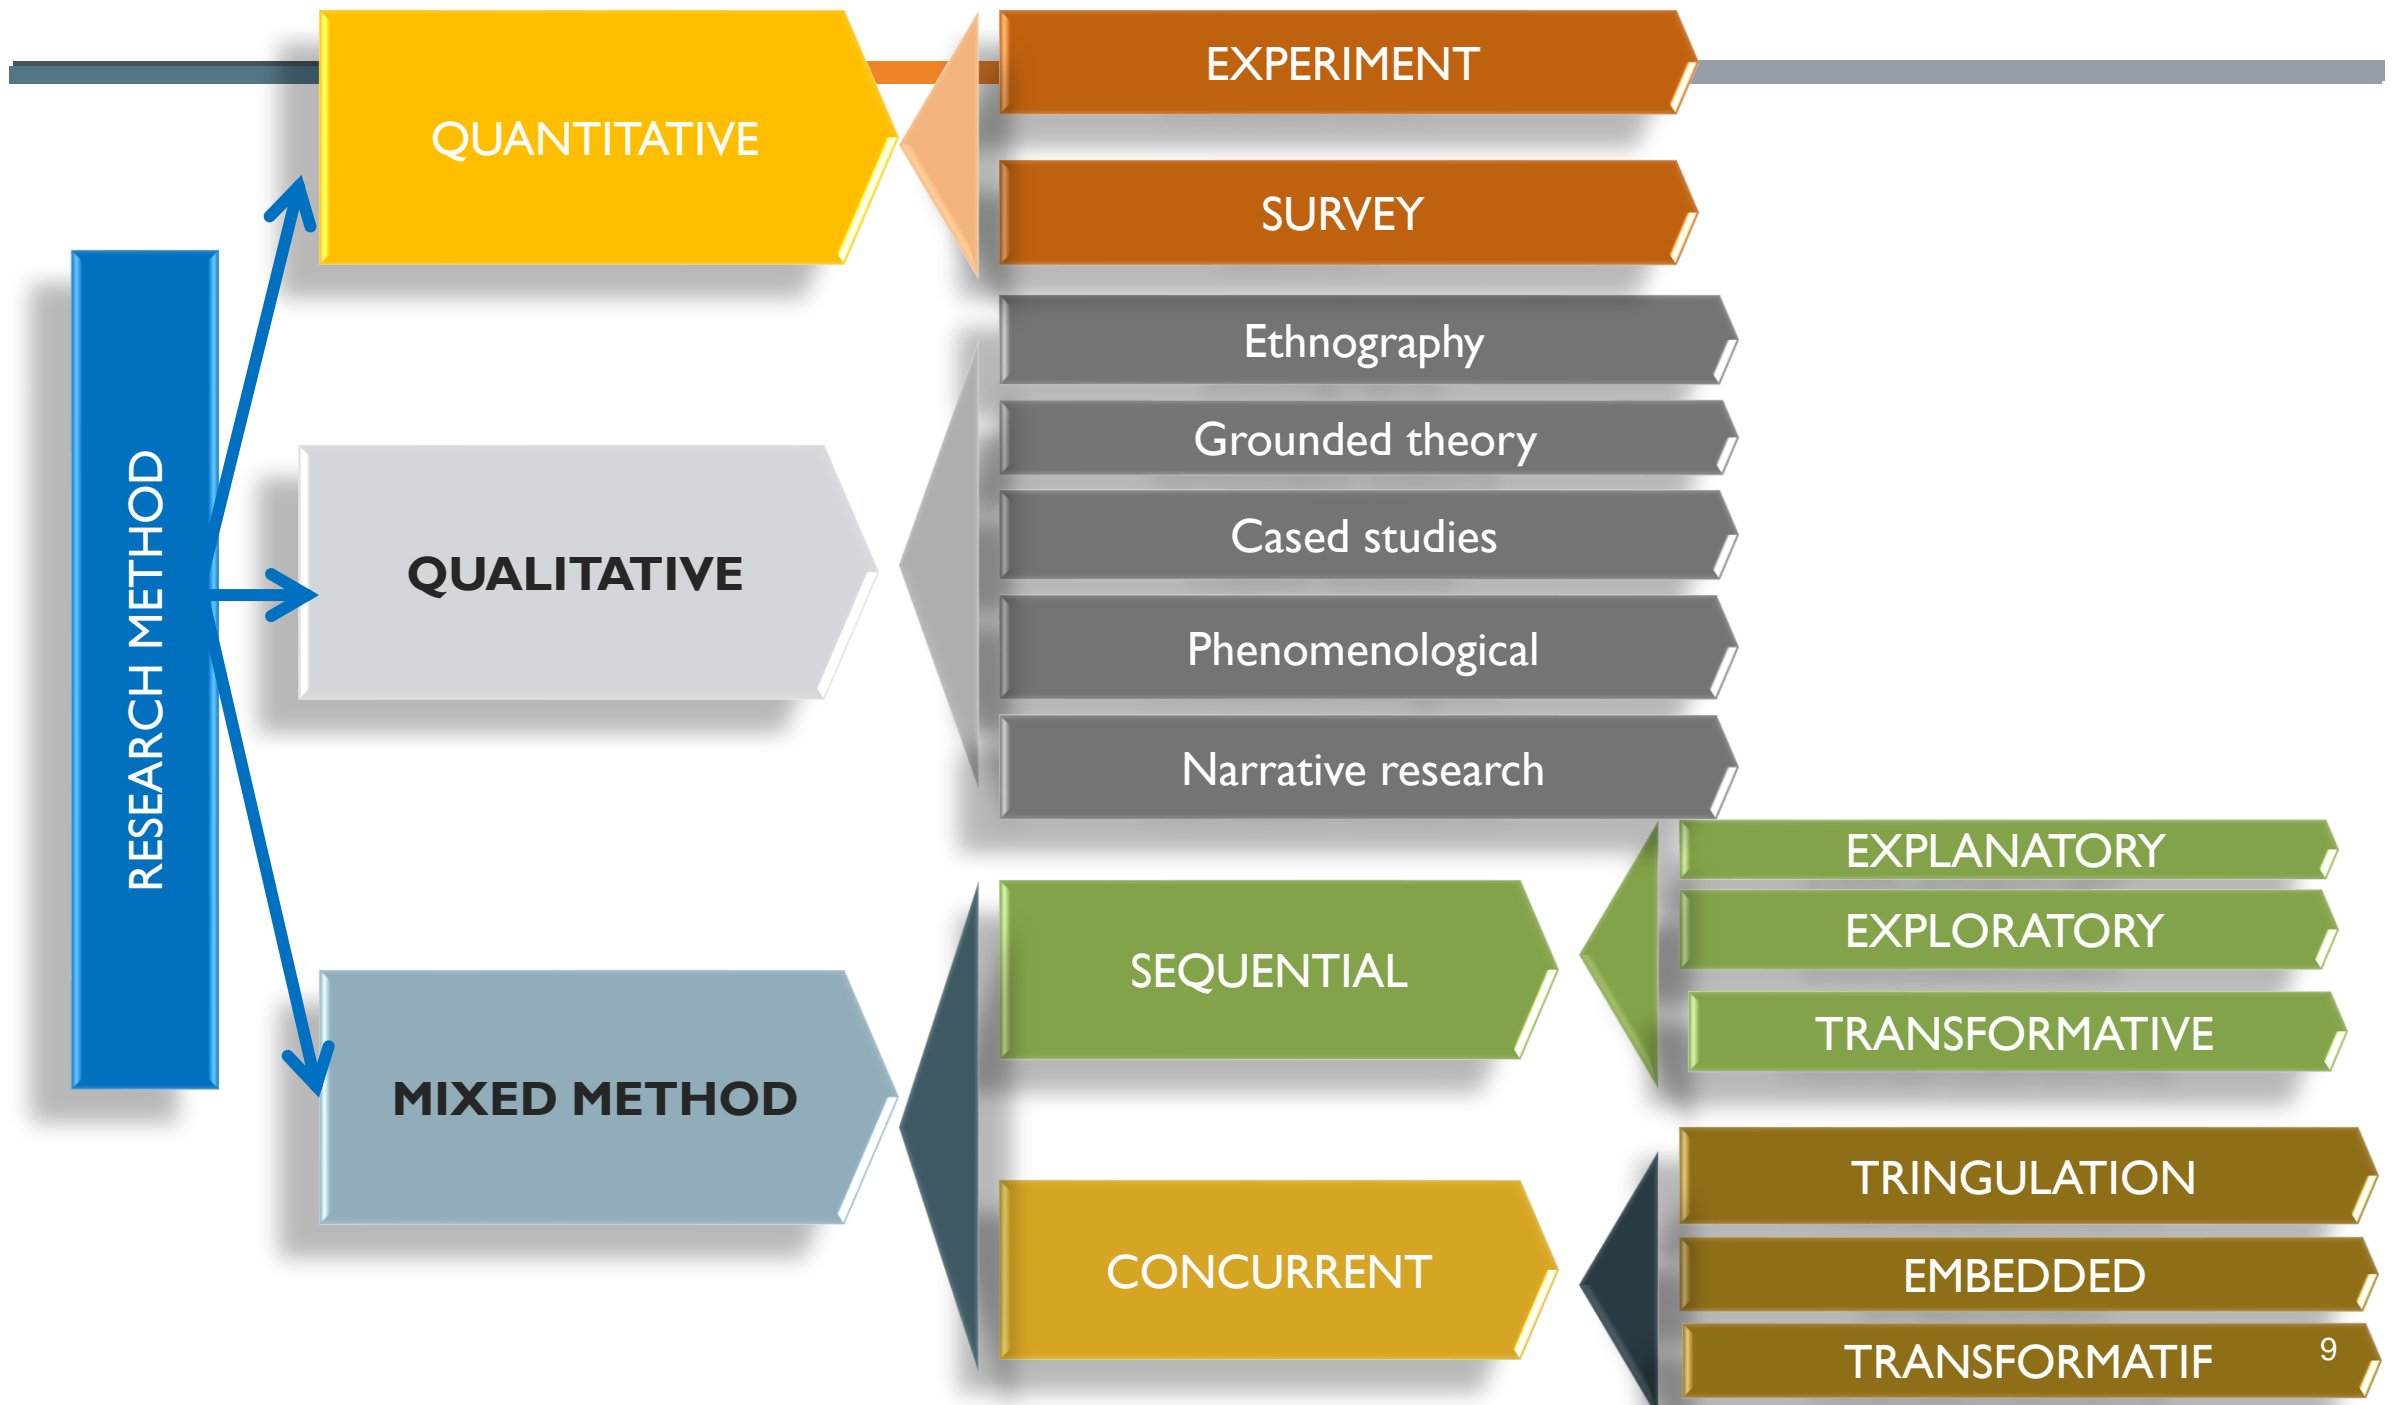 RESEARCH METHOD
QUANTITATIVE
EXPERIMENT
SURVEY
QUALITATIVE
Ethnography
Grounded theory
Cased studies
Phenomenological
Narrative research
MIXED METHOD
SEQUENTIAL
EXPLANATORY
EXPLORATORY
TRANSFORMATIVE
CONCURRENT
TRINGULATION
EMBEDDED
TRANSFORMATIF
9